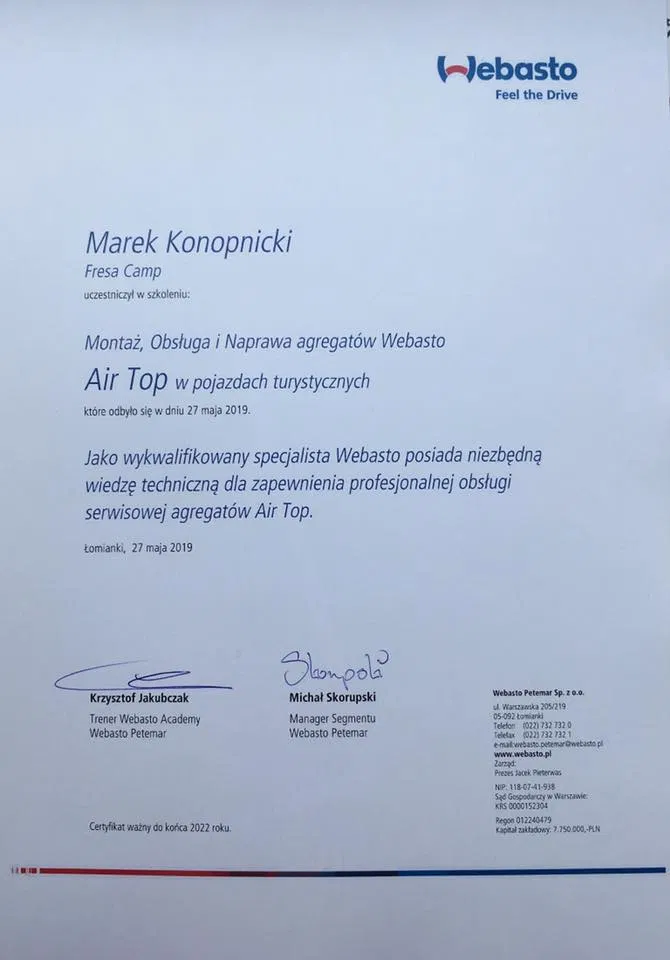 Webasto
Feel the Drive
Marek Konopnicki
Fresa Camp
uczestniczył w szkoleniu:
Montaż, Obsługa i Naprawa agregatów Webasto
Air Top w pojazdach turystycznych
które odbyło się w dniu 27 maja 2019.
Jako wykwalifikowany specjalista Webasto posiada niezbędną
wiedzę techniczną dla zapewnienia profesjonalnej obsługi
serwisowej agregatów Air Top.
Łomianki, 27 maja 2019
Krzysztof Jakubczak
Trener Webasto Academy
Webasto Petemar
Michał Skorupski
Manager Segmentu
Webasto Petemar
Webasto Petemar Sp. z o.o.
ul. Warszawska 205/219
05-092 Łomianki
Telefon (022) 732 732 0
Telefax (022) 732 732 1
e-mail:webasto.petemar@webasto.pl
www.webasto.pl
Zarząd:
Prezes Jacek Pieterwas
NIP: 118-07-41-938
Sąd Gospodarczy w Warszawie:
KRS 0000152304
Regon 012240479
Kapitał zakładowy: 7.750.000,-PLN
Certyfikat ważny do końca 2022 roku.